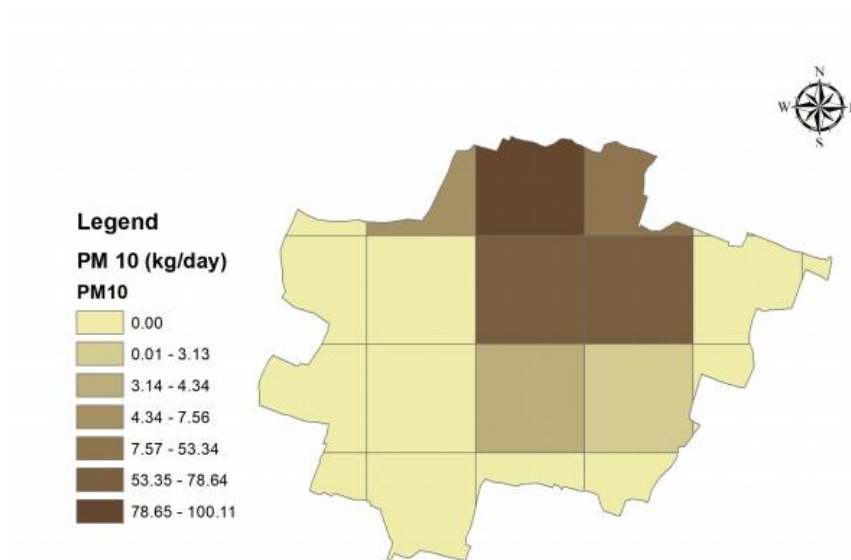 N
W
S
Legend
PM 10 (kg/day)
PM10
0.00
0.01 - 3.13
3.14 - 4.34
4.34 - 7.56
7.57 - 53.34
53.35 - 78.64
78.65 - 100.11